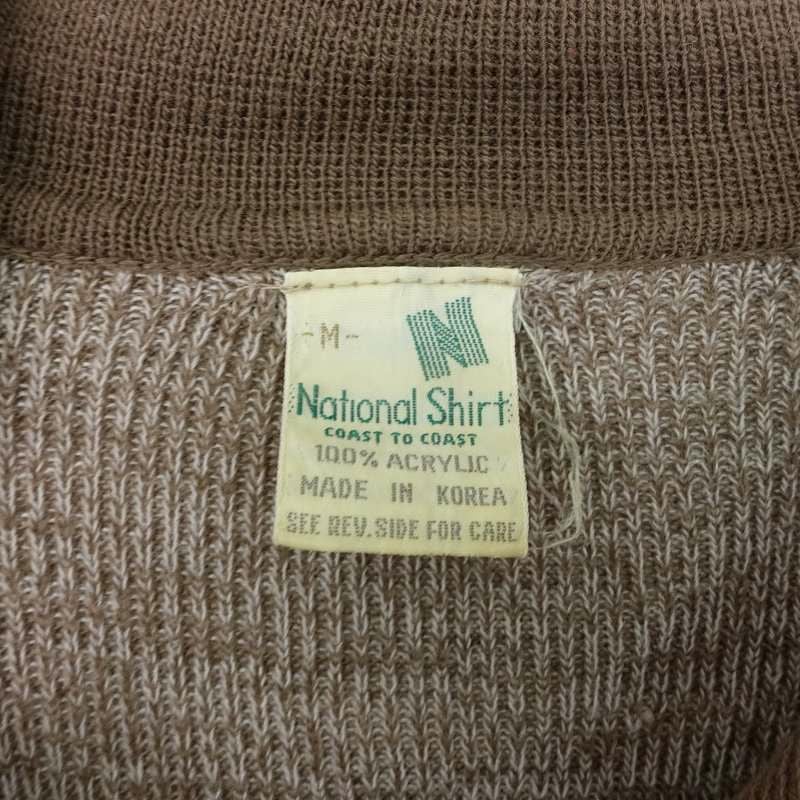 -M-
N
National Shirt
COAST TO COAST
100% ACRYLIC
MADE IN KOREA
SEE REV. SIDE FOR CARE